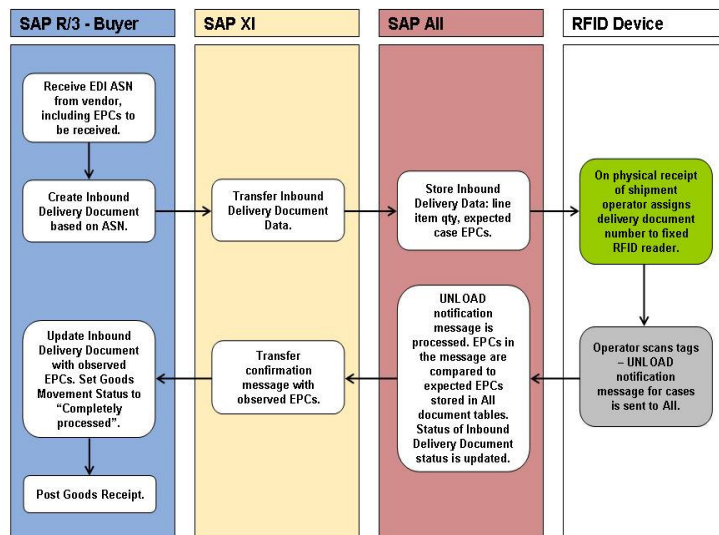 SAP R/3 - Buyer
SAP XI
SAP AII
RFID Device
Receive EDI ASN
from vendor,
including EPCs to
be received.
Create Inbound
Delivery Document
based on ASN.
Transfer Inbound
Delivery Document
Data.
Store Inbound
Delivery Data: line
item qty, expected
case EPCs.
On physical receipt
of shipment
operator assigns
delivery document
number to fixed
RFID reader.
Operator scans tags
– UNLOAD
notification
message for cases
is sent to AII.
UNLOAD
notification
message is
processed. EPCs in
the message are
compared to
expected EPCs
stored in AII
document tables.
Status of Inbound
Delivery Document
status is updated.
Transfer
confirmation
message with
observed EPCs.
Update Inbound
Delivery Document
with observed
EPCs. Set Goods
Movement Status to
“Completely
processed”.
Post Goods Receipt.